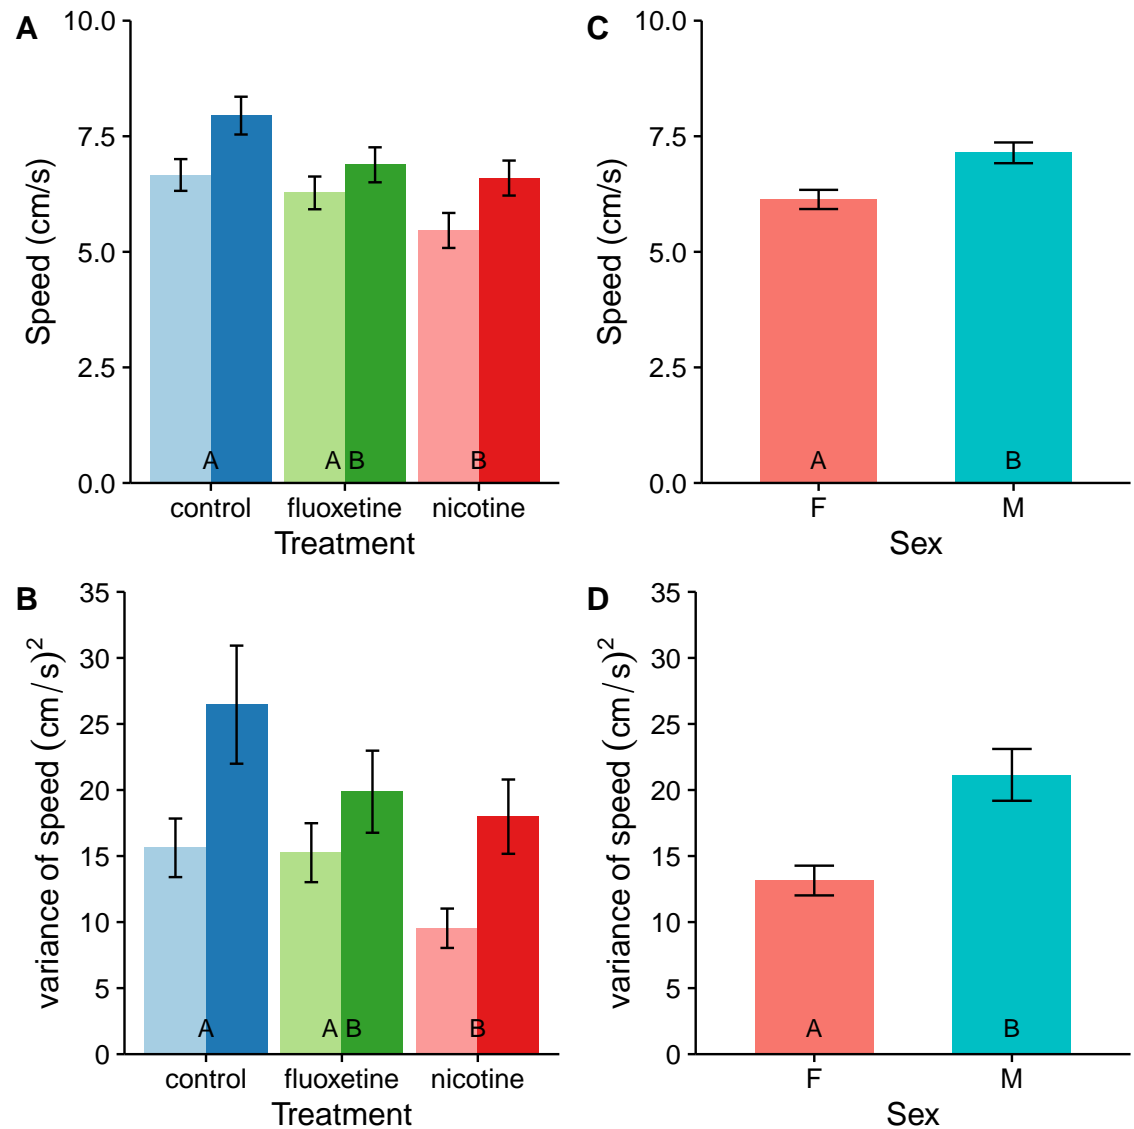 A
10.0
7.5
5.0
2.5
0.0
Speed (cm/s)
A
A B
B
control fluoxetine nicotine
Treatment
C
10.0
7.5
5.0
2.5
0.0
Speed (cm/s)
A
B
F M
Sex
B
35
30
25
20
15
10
5
0
variance of speed (cm/s)²
A
A B
B
control fluoxetine nicotine
Treatment
D
35
30
25
20
15
10
5
0
variance of speed (cm/s)²
A
B
F M
Sex